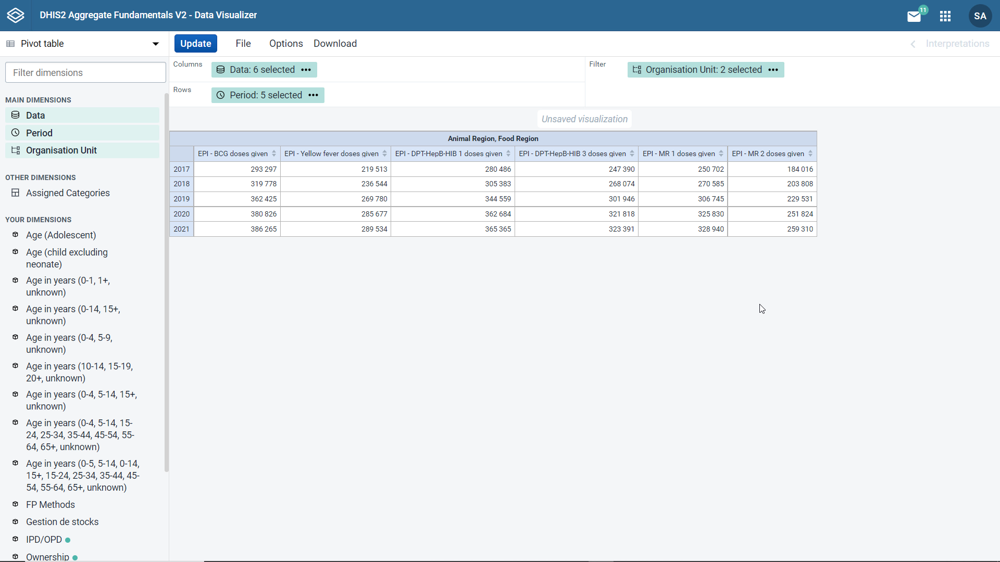 DHIS2 Aggregate Fundamentals V2 - Data Visualizer
11
SA
Pivot table
Update
File
Options
Download
Interpretations
Filter dimensions
Columns
Data: 6 selected
Filter
Organisation Unit: 2 selected
Rows
Period: 5 selected
MAIN DIMENSIONS
Data
Period
Organisation Unit
OTHER DIMENSIONS
Assigned Categories
YOUR DIMENSIONS
Age (Adolescent)
Age (child excluding
neonate)
Age in years (0-1, 1+,
unknown)
Age in years (0-14, 15+,
unknown)
Age in years (0-4, 5-9,
unknown)
Age in years (10-14, 15-19,
20+, unknown)
Age in years (0-4, 5-14, 15+,
unknown)
Age in years (0-4, 5-14, 15-
24, 25-34, 35-44, 45-54, 55-
64, 65+, unknown)
Age in years (0-5, 5-14, 0-14,
15+, 15-24, 25-34, 35-44, 45-
54, 55-64, 65+, unknown)
FP Methods
Gestion de stocks
IPD/OPD
Ownership
Unsaved visualization
Animal Region, Food Region
EPI - BCG doses given EPI - Yellow fever doses given EPI - DPT-HepB-HIB 1 doses given EPI - DPT-HepB-HIB 3 doses given EPI - MR 1 doses given EPI - MR 2 doses given
2017 293 297 219 513 280 486 247 390 250 702 184 016
2018 319 778 236 544 305 383 268 074 270 585 203 808
2019 362 425 269 780 344 559 301 946 306 745 229 531
2020 380 826 285 677 362 684 321 818 325 830 251 824
2021 386 265 289 534 365 365 323 391 328 940 259 310